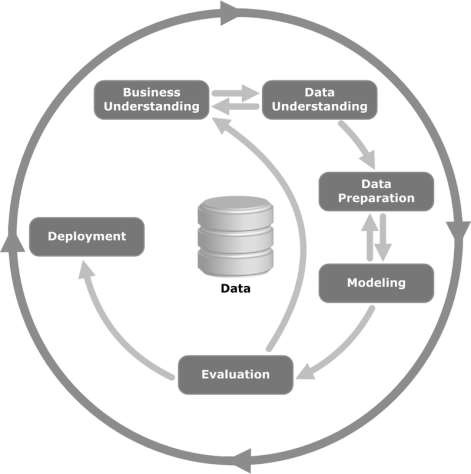 Business
Understanding
Data
Understanding
Data
Preparation
Deployment
Data
Modeling
Evaluation